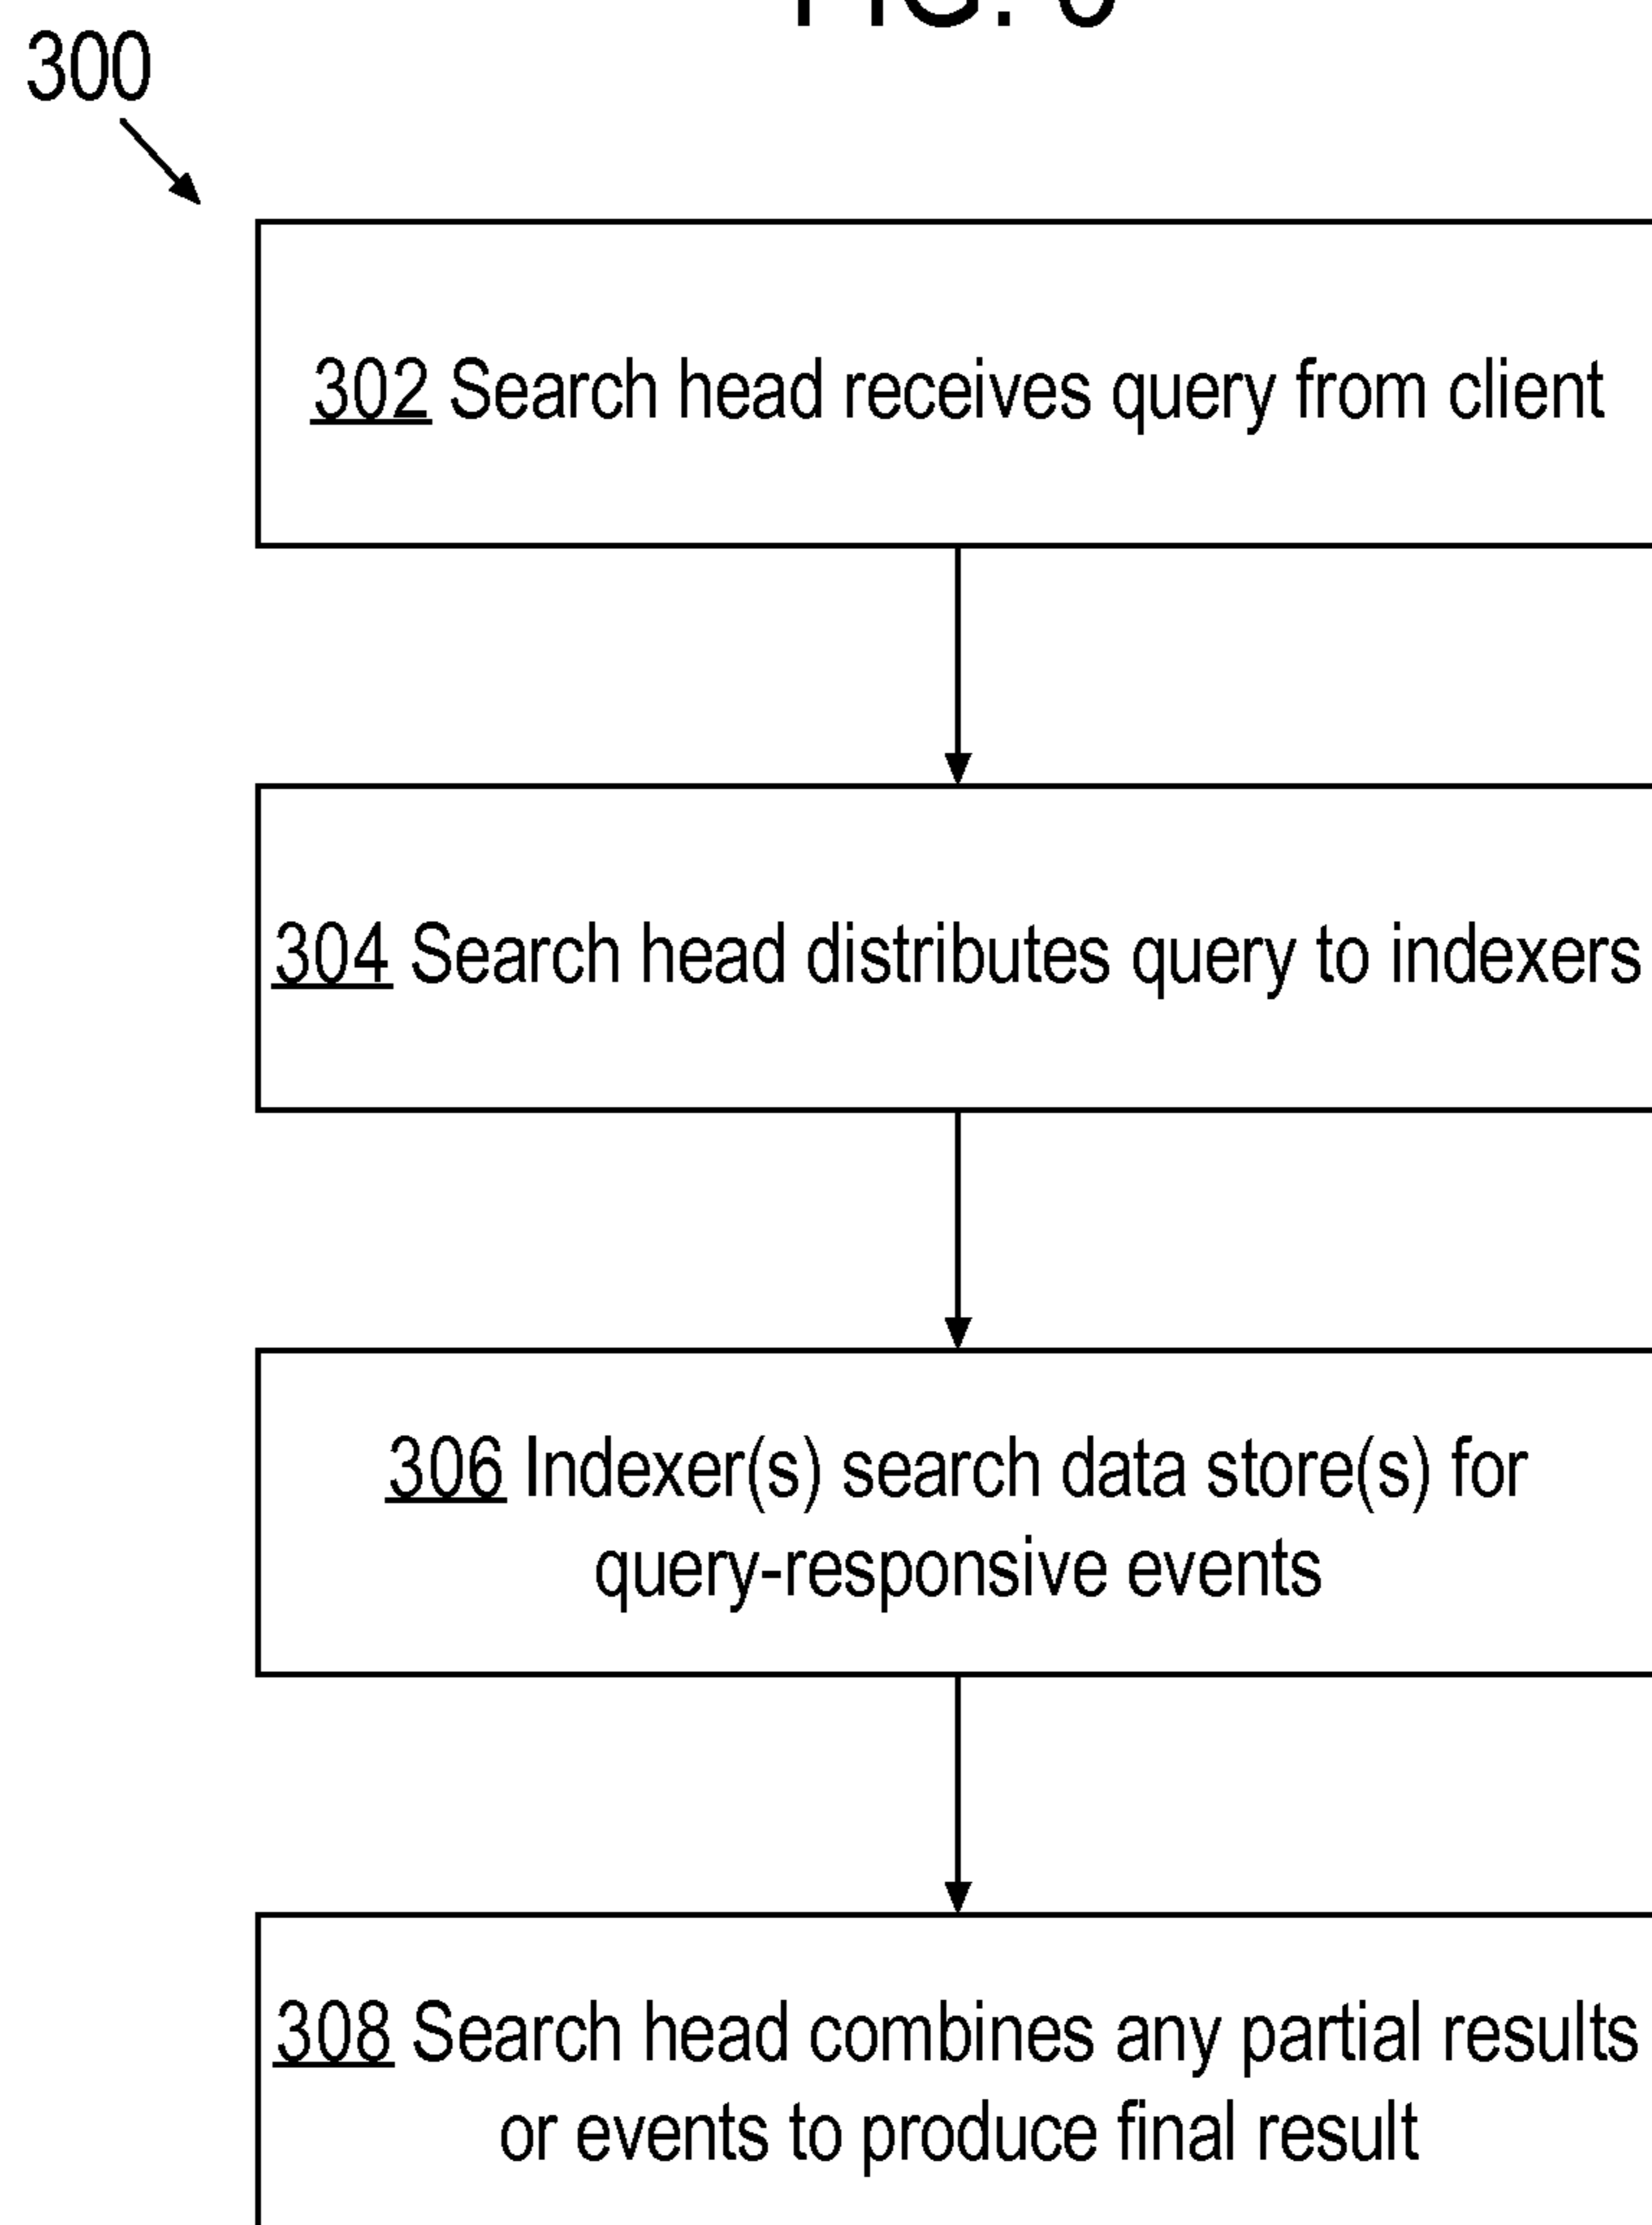 FIG.
300
302 Search head receives query from client
304 Search head distributes query to indexers
306 Indexer(s) search data store(s) for
query-responsive events
308 Search head combines any partial results
or events to produce final result